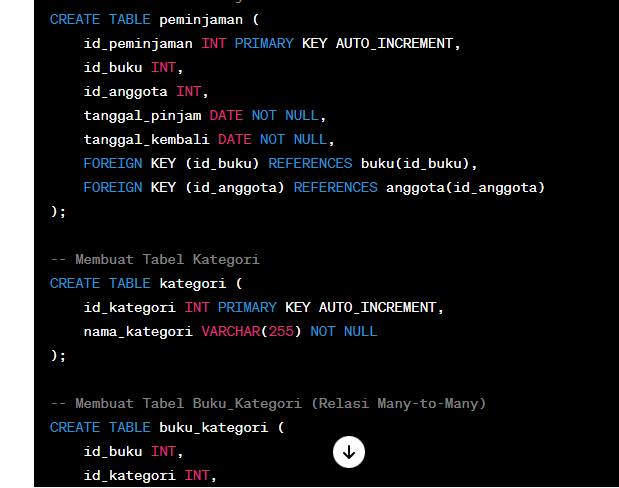 CREATE TABLE peminjaman (
id_peminjaman INT PRIMARY KEY AUTO_INCREMENT,
id_buku INT,
id_anggota INT,
tanggal_pinjam DATE NOT NULL,
tanggal_kembali DATE NOT NULL,
FOREIGN KEY (id_buku) REFERENCES buku(id_buku),
FOREIGN KEY (id_anggota) REFERENCES anggota(id_anggota)
);
-- Membuat Tabel Kategori
CREATE TABLE kategori (
id_kategori INT PRIMARY KEY AUTO_INCREMENT,
nama_kategori VARCHAR(255) NOT NULL
);
-- Membuat Tabel Buku_Kategori (Relasi Many-to-Many)
CREATE TABLE buku_kategori (
id_buku INT,
id_kategori INT,